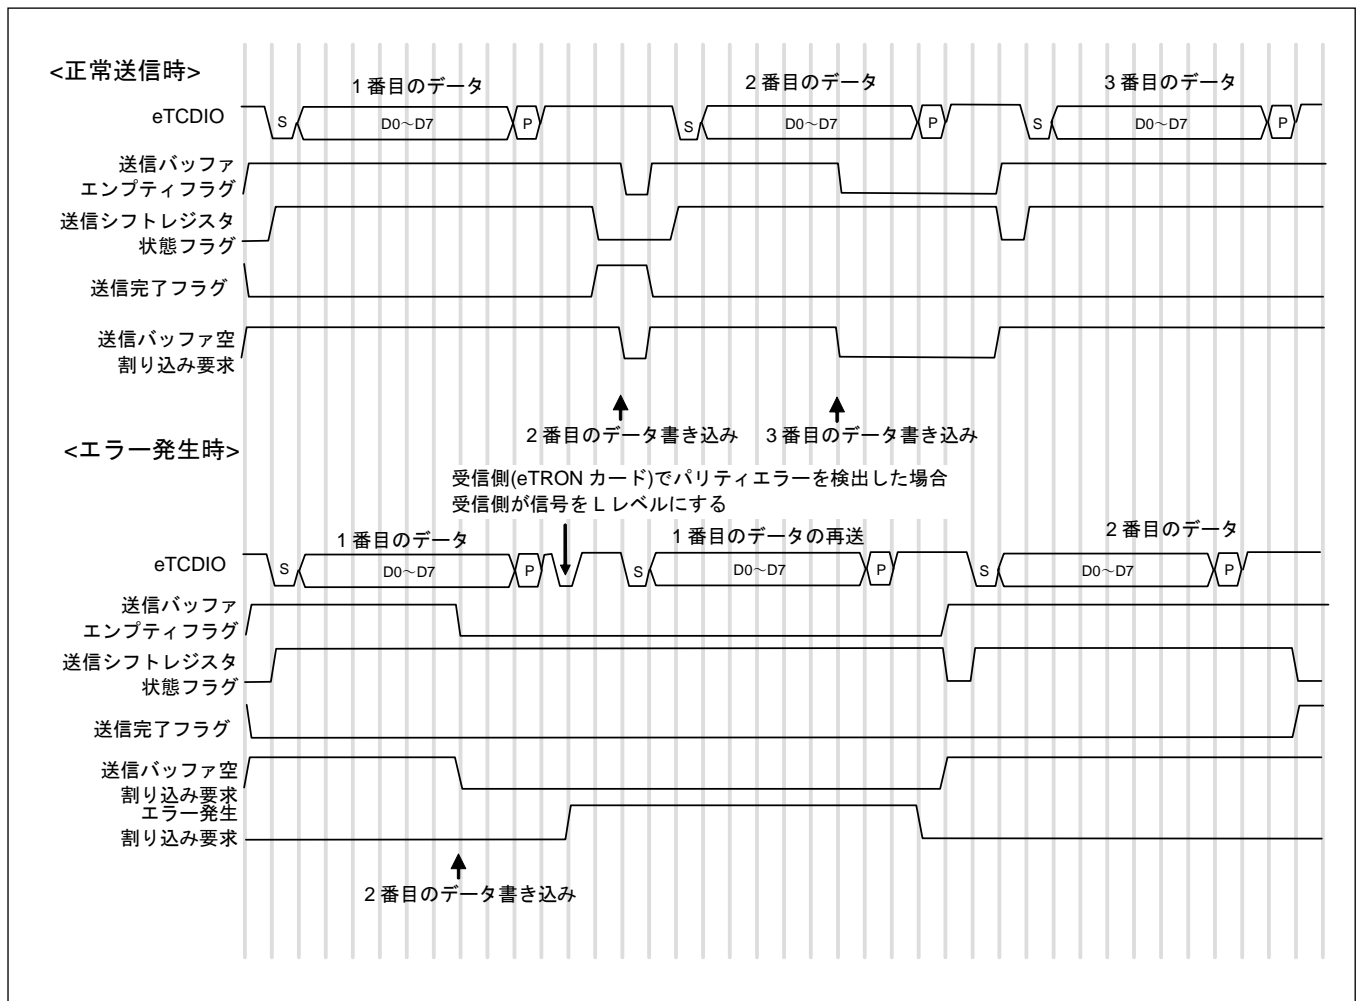 <正常送信時>
1番目のデータ
2番目のデータ
3番目のデータ
eTCDIO
S
D0～D7
P
S
D0～D7
P
S
D0～D7
P
送信バッファ
エンプティフラグ
送信シフトレジスタ
状態フラグ
送信完了フラグ
送信バッファ空
割り込み要求
2番目のデータ書き込み
3番目のデータ書き込み
<エラー発生時>
受信側(eTRONカード)でパリティエラーを検出した場合
受信側が信号をLレベルにする
1番目のデータ
1番目のデータの再送
2番目のデータ
eTCDIO
S
D0～D7
P
S
D0～D7
P
S
D0～D7
P
送信バッファ
エンプティフラグ
送信シフトレジスタ
状態フラグ
送信完了フラグ
送信バッファ空
割り込み要求
エラー発生
割り込み要求
2番目のデータ書き込み